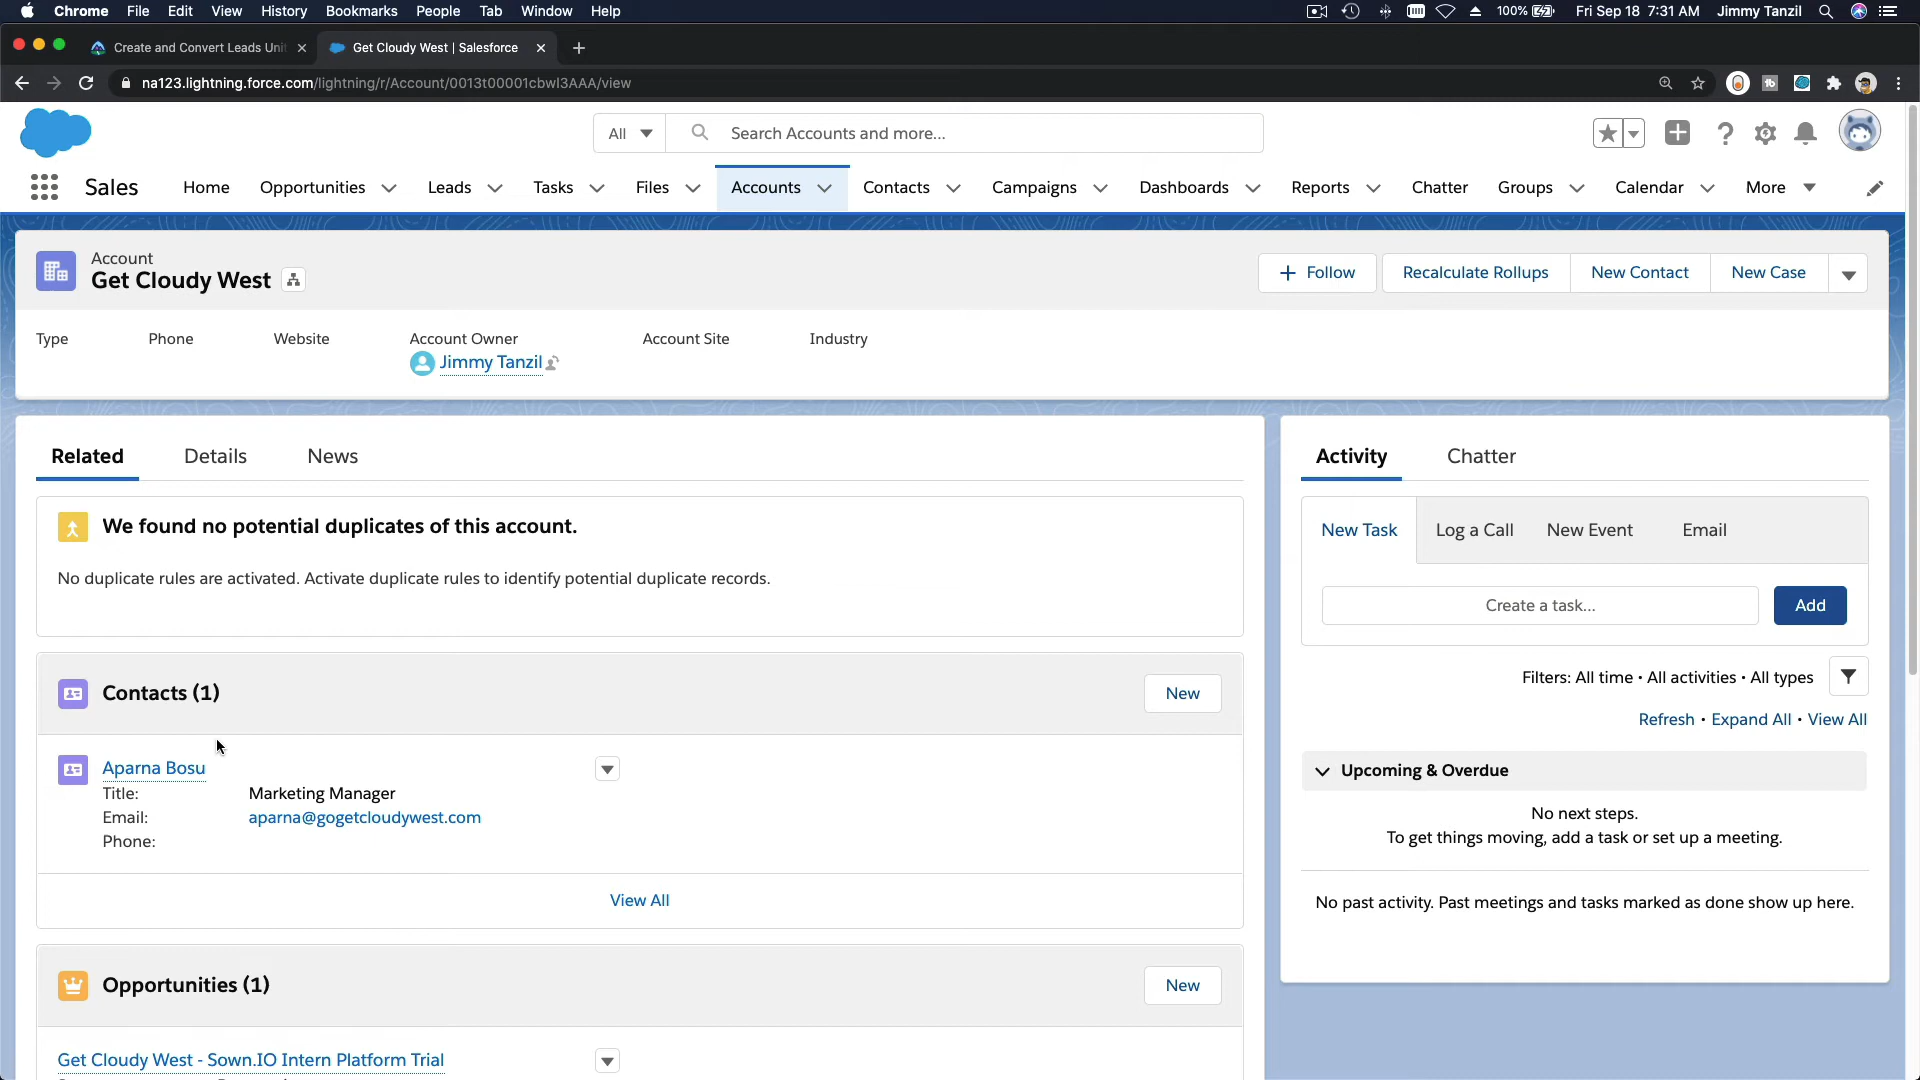 Chrome File Edit View History Bookmarks People Tab Window Help 100% Fri Sep 18 7:31 AM Jimmy Tanzil
Create and Convert Leads Unit Get Cloudy West | Salesforce
na123.lightning.force.com/lightning/r/Account/0013t00001cbwl3AAA/view
All Search Accounts and more...
Sales Home Opportunities Leads Tasks Files Accounts Contacts Campaigns Dashboards Reports Chatter Groups Calendar More
Account
Get Cloudy West
Follow Recalculate Rollups New Contact New Case
Type Phone Website Account Owner Account Site Industry
Jimmy Tanzil
Related Details News
We found no potential duplicates of this account.
No duplicate rules are activated. Activate duplicate rules to identify potential duplicate records.
Contacts (1) New
Aparna Bosu
Title: Marketing Manager
Email: aparna@gogetcloudywest.com
Phone:
View All
Opportunities (1) New
Get Cloudy West - Sown.IO Intern Platform Trial
Activity Chatter
New Task Log a Call New Event Email
Create a task... Add
Filters: All time • All activities • All types
Refresh • Expand All • View All
Upcoming & Overdue
No next steps.
To get things moving, add a task or set up a meeting.
No past activity. Past meetings and tasks marked as done show up here.